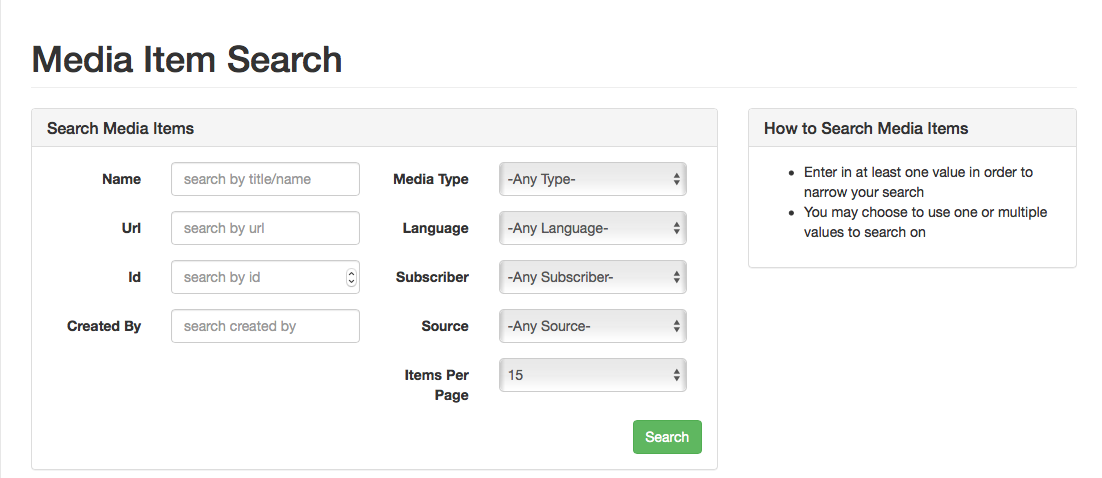 Media Item Search
Search Media Items
Name
search by title/name
Url
search by url
Id
search by id
Created By
search created by
Media Type
-Any Type-
Language
-Any Language-
Subscriber
-Any Subscriber-
Source
-Any Source-
Items Per
Page
15
Search
How to Search Media Items
• Enter in at least one value in order to
narrow your search
• You may choose to use one or multiple
values to search on